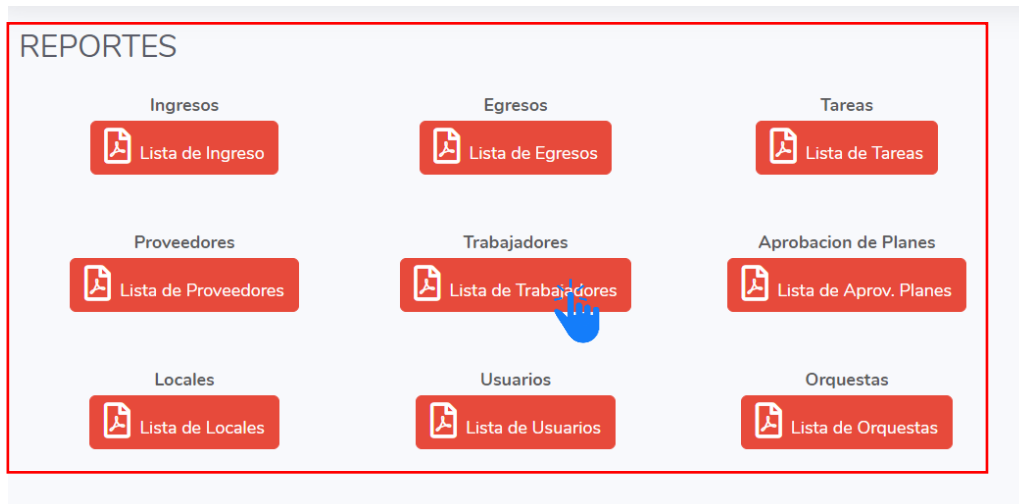 REPORTES
Ingresos
Egresos
Tareas
Lista de Ingreso
Lista de Egresos
Lista de Tareas
Proveedores
Trabajadores
Aprobacion de Planes
Lista de Proveedores
Lista de Trabajadores
Lista de Aprov. Planes
Locales
Usuarios
Orquestas
Lista de Locales
Lista de Usuarios
Lista de Orquestas